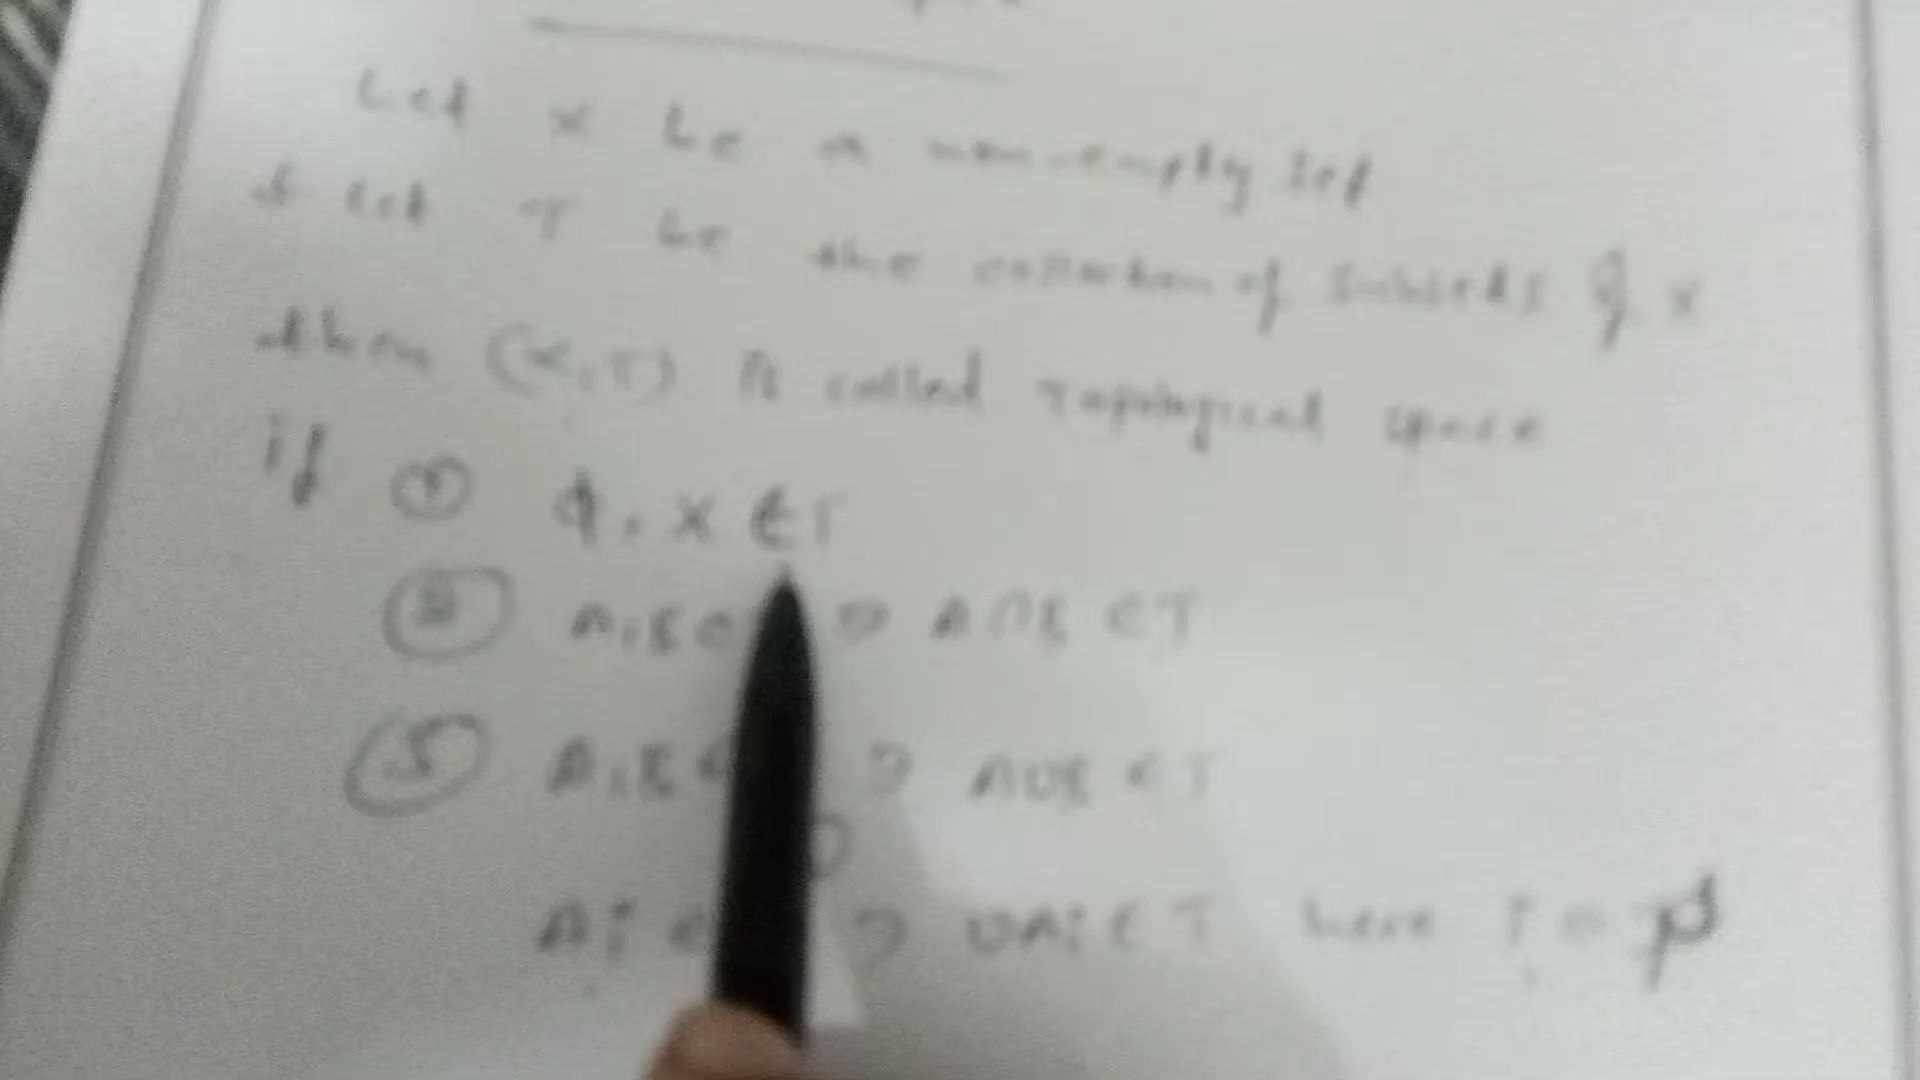 Let x be a non-empty set
& let T be the collection of subsets of x
then (x, T) is called Topological space
if ① ϕ, x ∈ T
② A, B ∈ ⇒ A∩B ∈ T
A, B ∈ ⇒ A∪B ∈ T
Ai ∈ ⇒ ∪Ai ∈ T here i